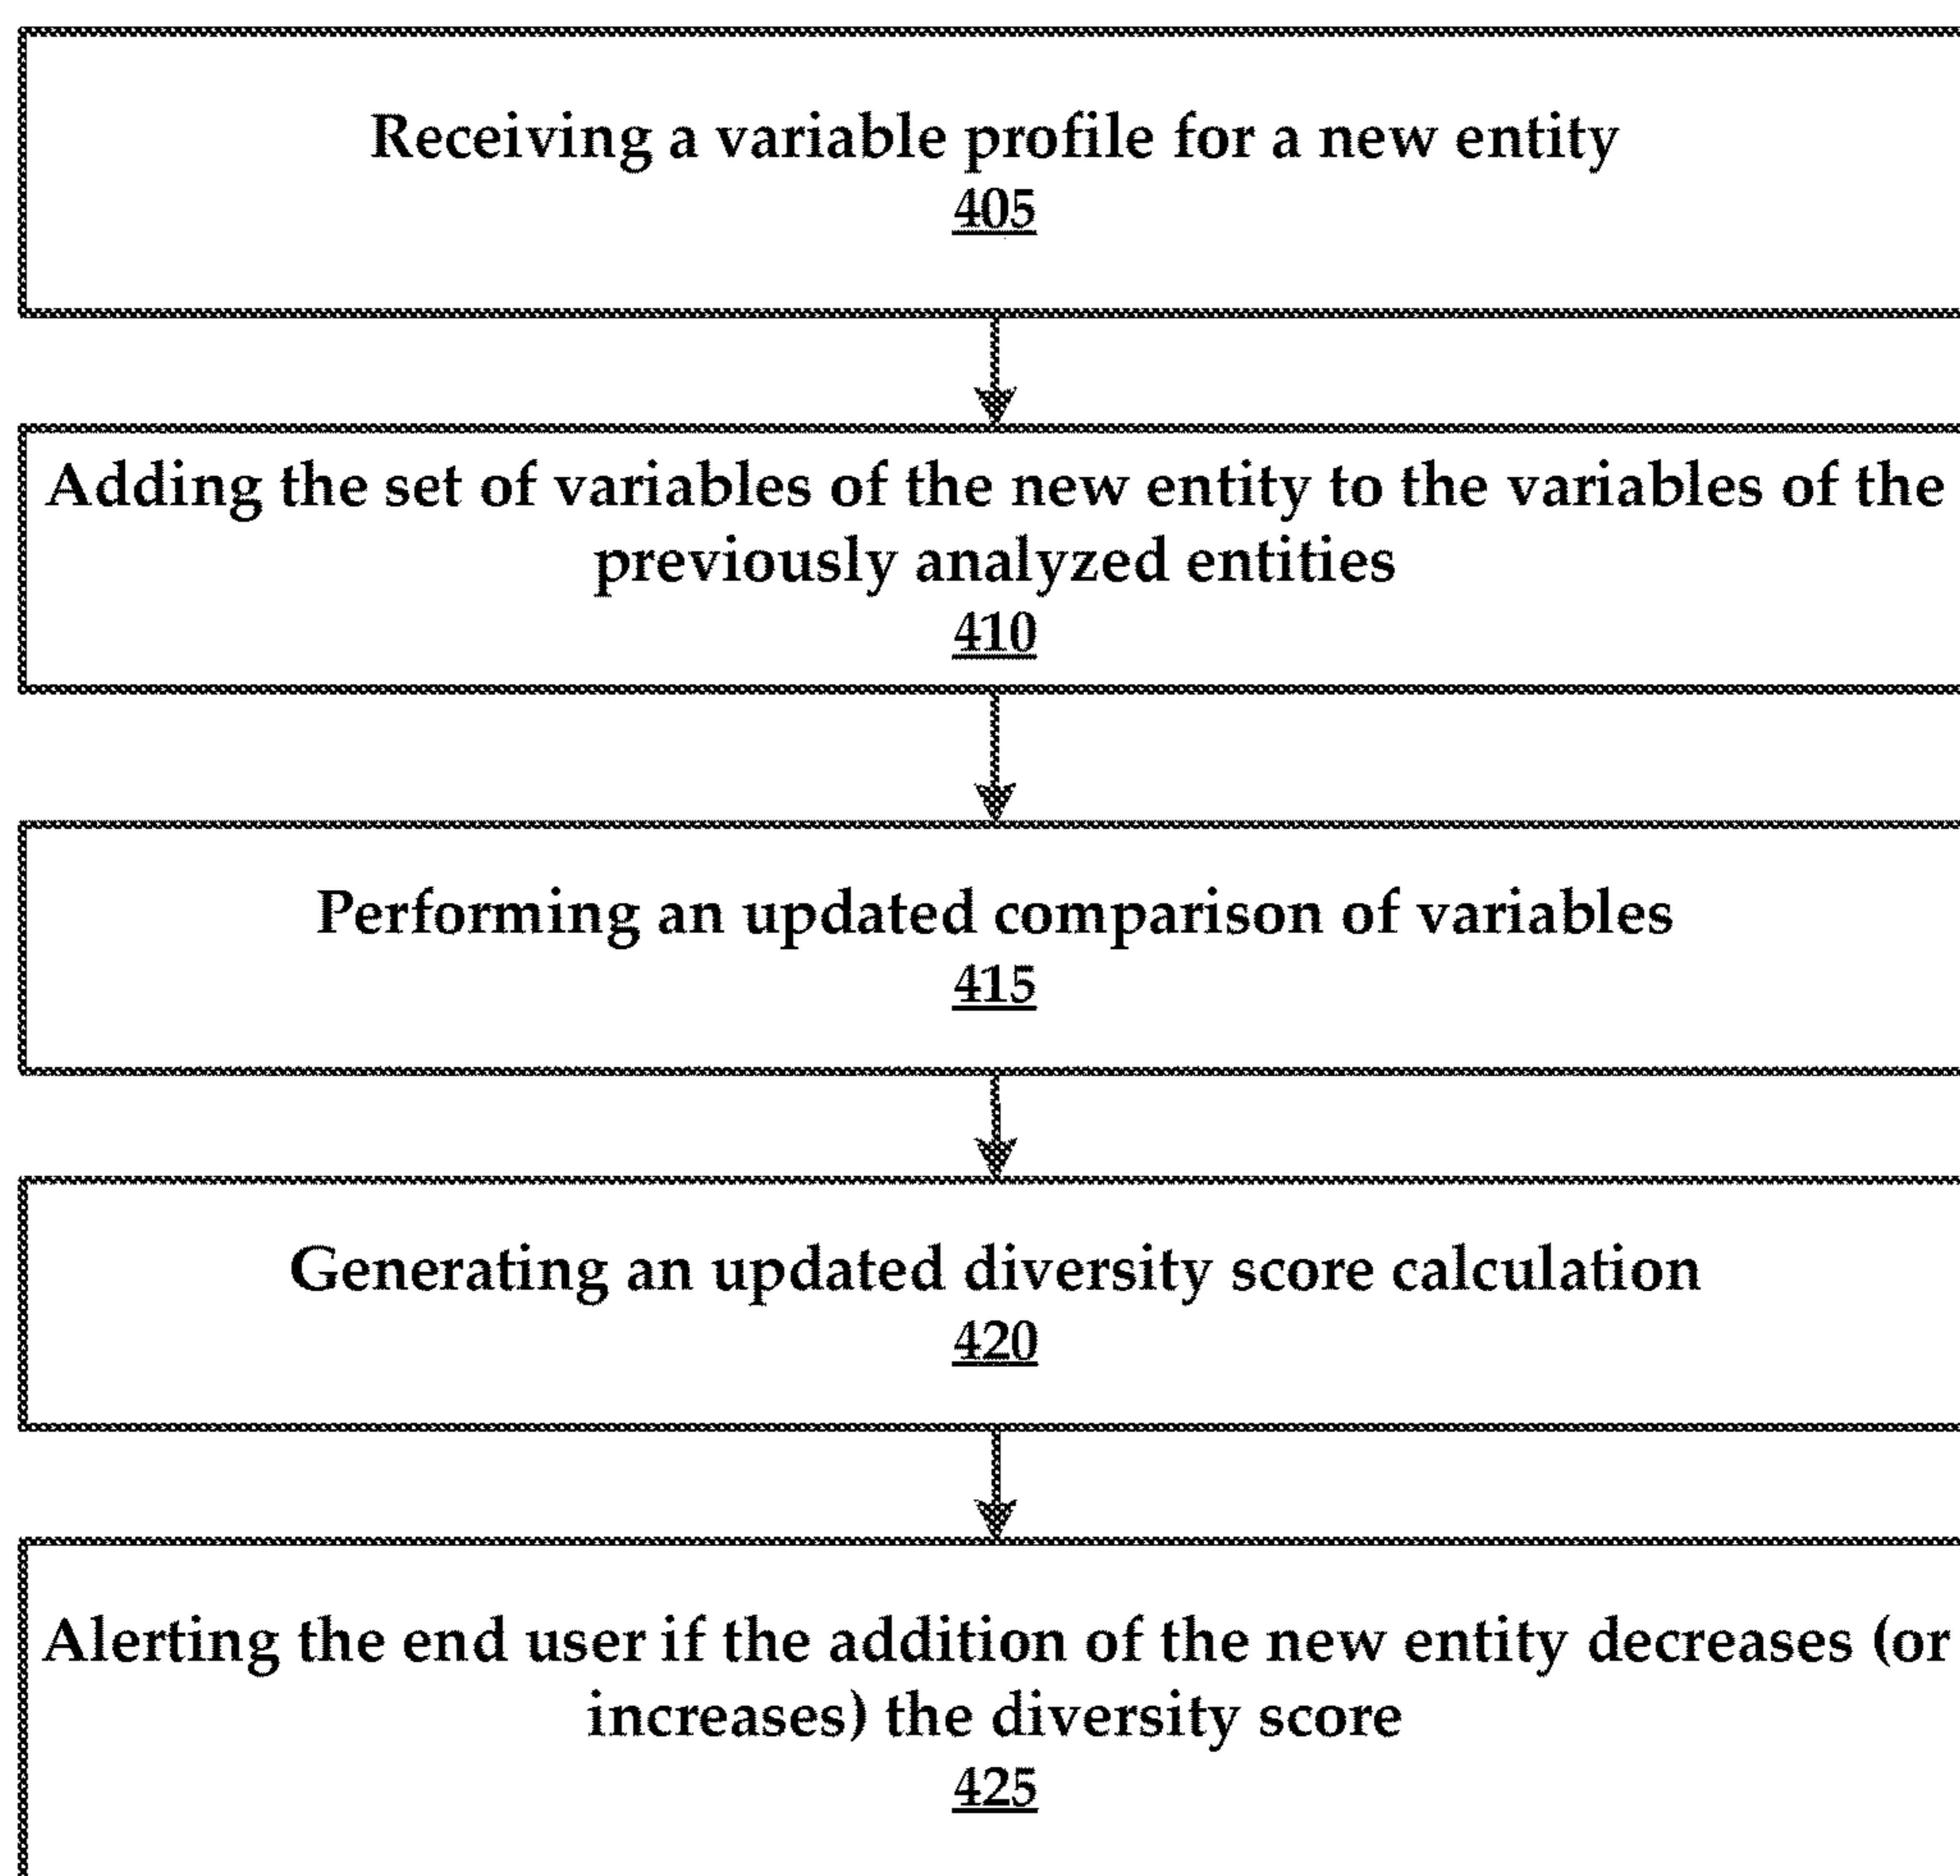 Receiving a variable profile for a new entity
405
Adding the set of variables of the new entity to the variables of the
previously analyzed entities
410
Performing an updated comparison of variables
415
Generating an updated diversity score calculation
420
Alerting the end user if the addition of the new entity decreases (or
increases) the diversity score
425